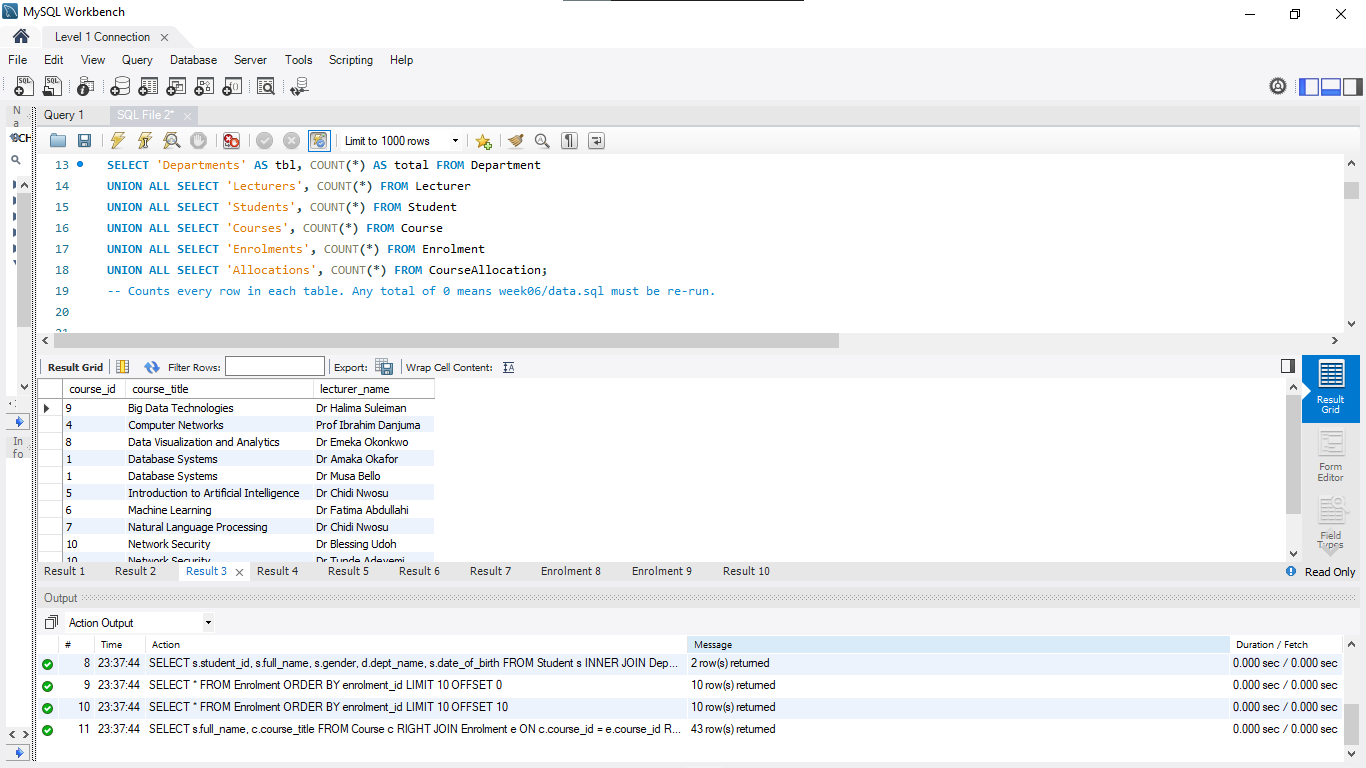 MySQL Workbench
Level 1 Connection
File Edit View Query Database Server Tools Scripting Help
N
a
Query 1 SQL File 2*
Limit to 1000 rows
13 SELECT 'Departments' AS tbl, COUNT(*) AS total FROM Department
14 UNION ALL SELECT 'Lecturers', COUNT(*) FROM Lecturer
15 UNION ALL SELECT 'Students', COUNT(*) FROM Student
16 UNION ALL SELECT 'Courses', COUNT(*) FROM Course
17 UNION ALL SELECT 'Enrolments', COUNT(*) FROM Enrolment
18 UNION ALL SELECT 'Allocations', COUNT(*) FROM CourseAllocation;
19 -- Counts every row in each table. Any total of 0 means week06/data.sql must be re-run.
20
21
Result Grid Filter Rows: Export: Wrap Cell Content:
course_id course_title lecturer_name
9 Big Data Technologies Dr Halima Suleiman
4 Computer Networks Prof Ibrahim Danjuma
8 Data Visualization and Analytics Dr Emeka Okonkwo
1 Database Systems Dr Amaka Okafor
1 Database Systems Dr Musa Bello
5 Introduction to Artificial Intelligence Dr Chidi Nwosu
6 Machine Learning Dr Fatima Abdullahi
7 Natural Language Processing Dr Chidi Nwosu
10 Network Security Dr Blessing Udoh
10 Network Security Dr Tunde Adeyemi
Result Grid
Form Editor
Field Types
In
fo
Result 1 Result 2 Result 3 Result 4 Result 5 Result 6 Result 7 Enrolment 8 Enrolment 9 Result 10
Read Only
Output
Action Output
# Time Action Message Duration / Fetch
8 23:37:44 SELECT s.student_id, s.full_name, s.gender, d.dept_name, s.date_of_birth FROM Student s INNER JOIN Dep... 2 row(s) returned 0.000 sec / 0.000 sec
9 23:37:44 SELECT * FROM Enrolment ORDER BY enrolment_id LIMIT 10 OFFSET 0 10 row(s) returned 0.000 sec / 0.000 sec
10 23:37:44 SELECT * FROM Enrolment ORDER BY enrolment_id LIMIT 10 OFFSET 10 10 row(s) returned 0.000 sec / 0.000 sec
11 23:37:44 SELECT s.full_name, c.course_title FROM Course c RIGHT JOIN Enrolment e ON c.course_id = e.course_id R... 43 row(s) returned 0.000 sec / 0.000 sec